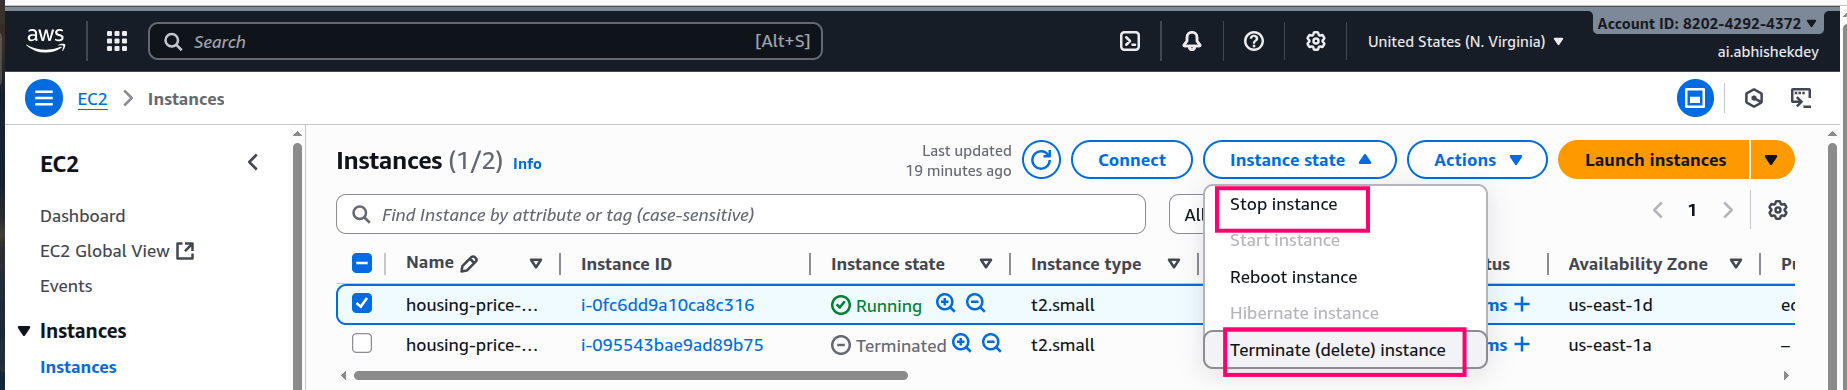 Account ID: 8202-4292-4372
aws
Search
[Alt+S]
United States (N. Virginia)
ai.abhishekdey
EC2
Instances
EC2
Dashboard
EC2 Global View
Events
Instances
Instances
Instances (1/2) Info
Last updated
19 minutes ago
Connect
Instance state
Actions
Launch instances
Find Instance by attribute or tag (case-sensitive)
All
1
Stop instance
Start instance
Reboot instance
Hibernate instance
Terminate (delete) instance
Name
Instance ID
Instance state
Instance type
tus
Availability Zone
Pu
housing-price-...
i-0fc6dd9a10ca8c316
Running
t2.small
ms +
us-east-1d
ec
housing-price-...
i-095543bae9ad89b75
Terminated
t2.small
ms +
us-east-1a
–